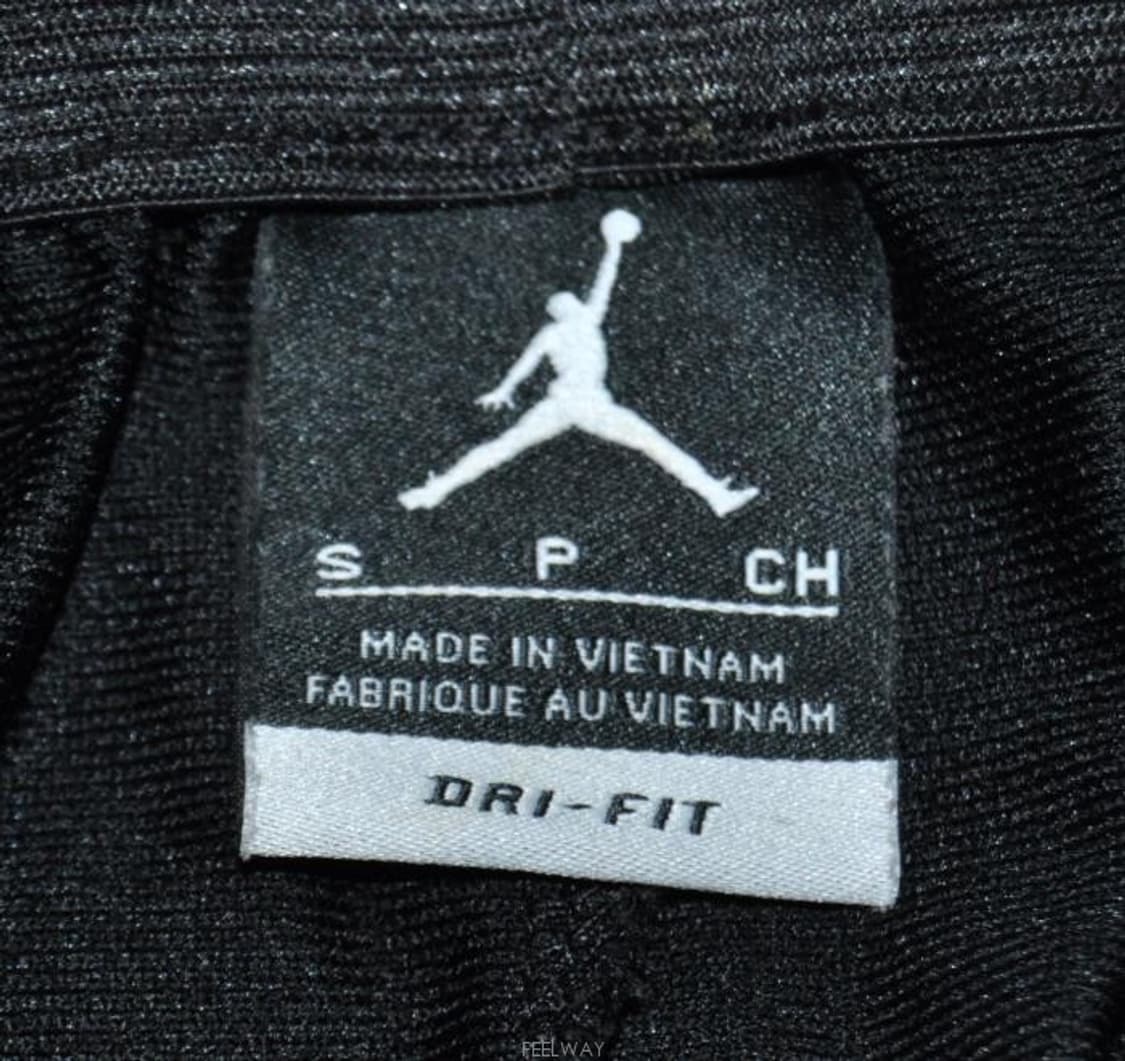 S P CH
MADE IN VIETNAM
FABRIQUE AU VIETNAM
DRI-FIT
FEELWAY